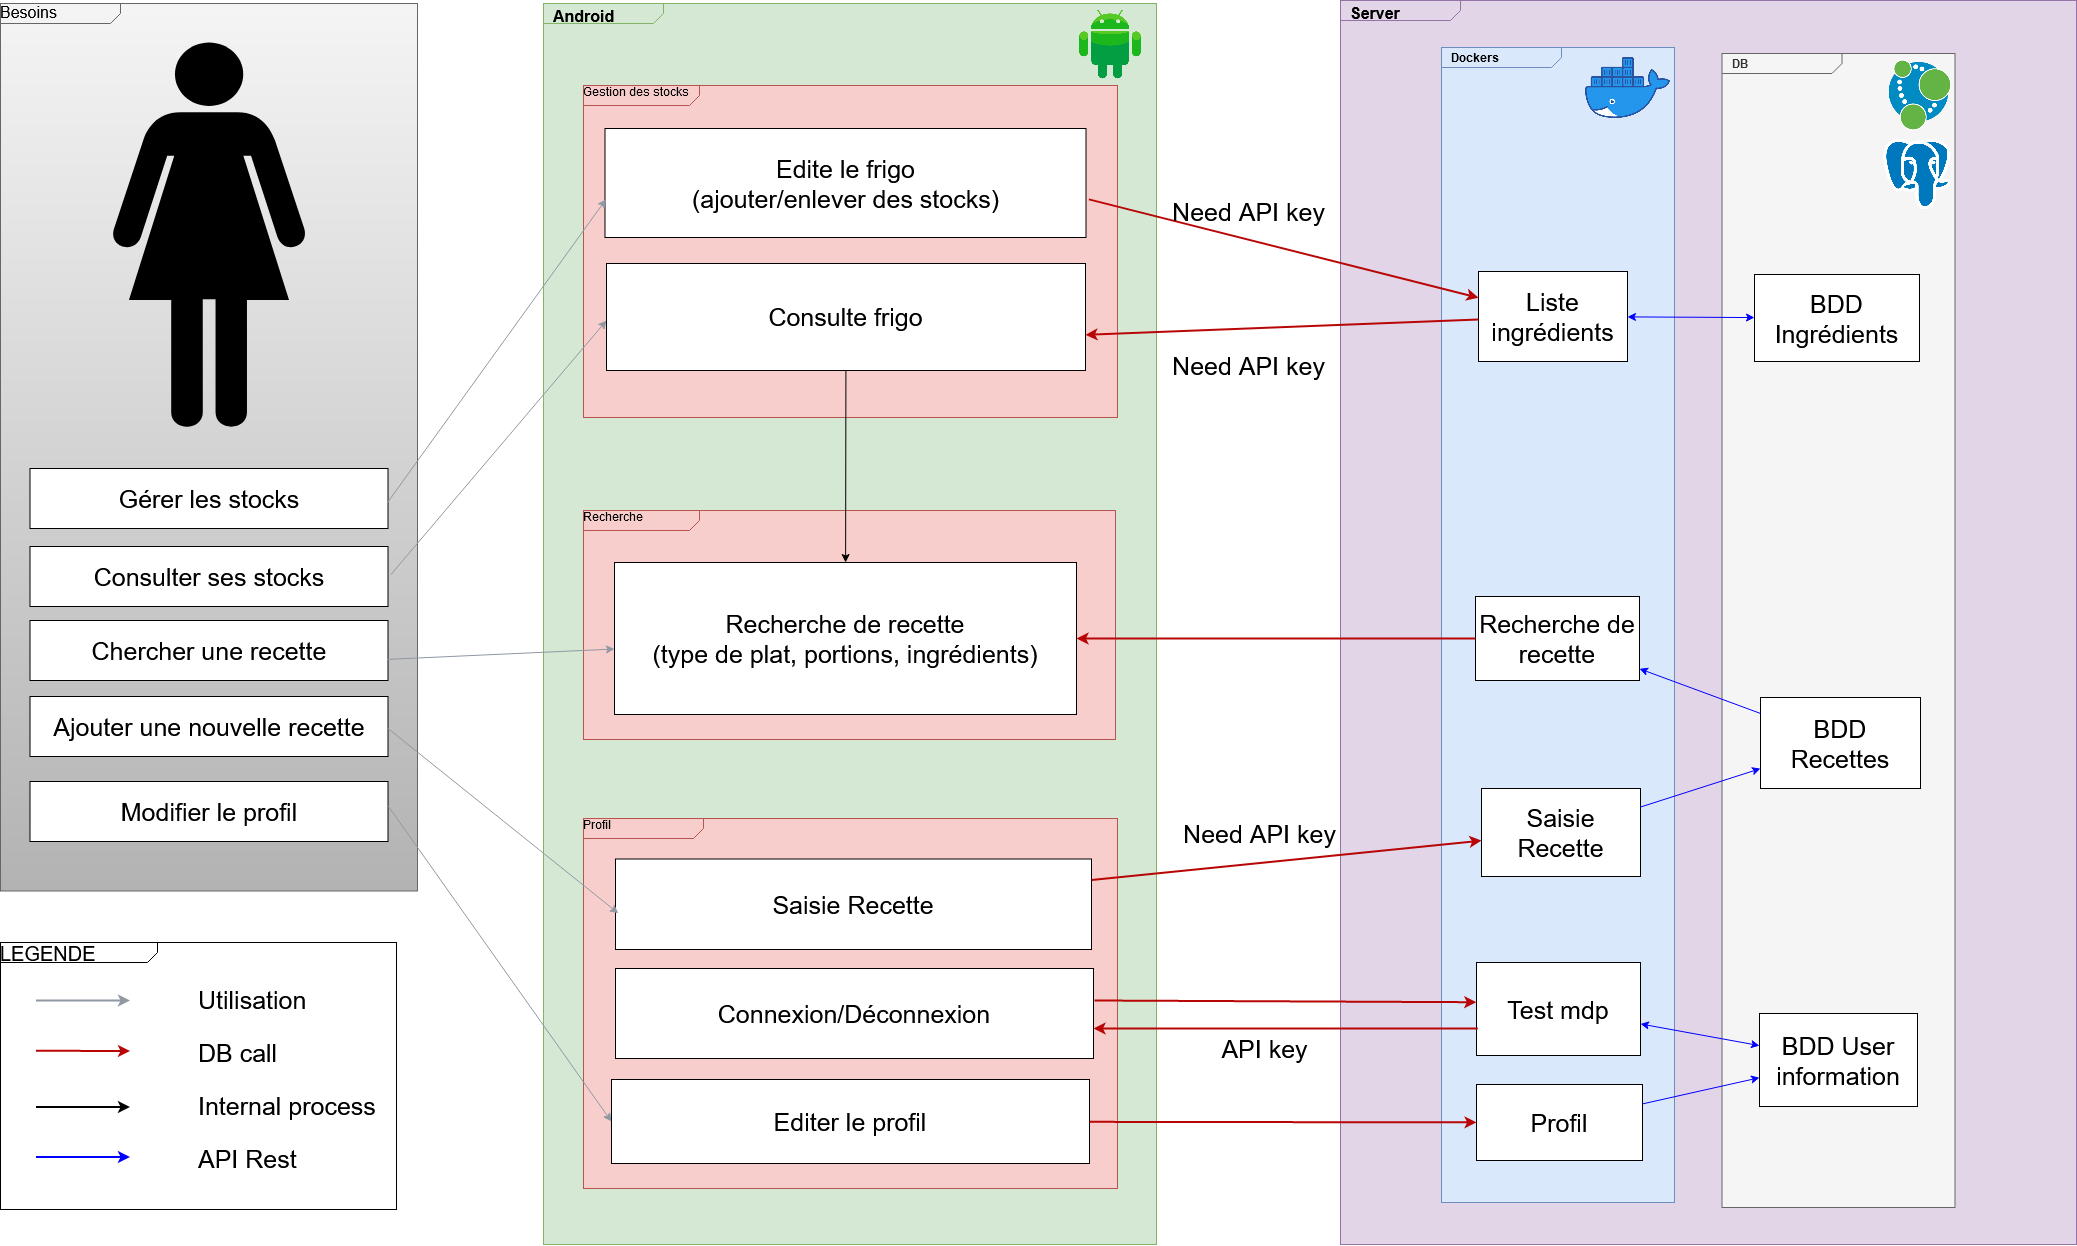 Besoins
Gérer les stocks
Consulter ses stocks
Chercher une recette
Ajouter une nouvelle recette
Modifier le profil
LEGENDE
Utilisation
DB call
Internal process
API Rest
Android
Gestion des stocks
Edite le frigo
(ajouter/enlever des stocks)
Consulte frigo
Recherche
Recherche de recette
(type de plat, portions, ingrédients)
Profil
Saisie Recette
Connexion/Déconnexion
Editer le profil
Need API key
Need API key
Need API key
API key
Server
Dockers
Liste
ingrédients
Recherche de
recette
Saisie
Recette
Test mdp
Profil
DB
BDD
Ingrédients
BDD
Recettes
BDD User
information